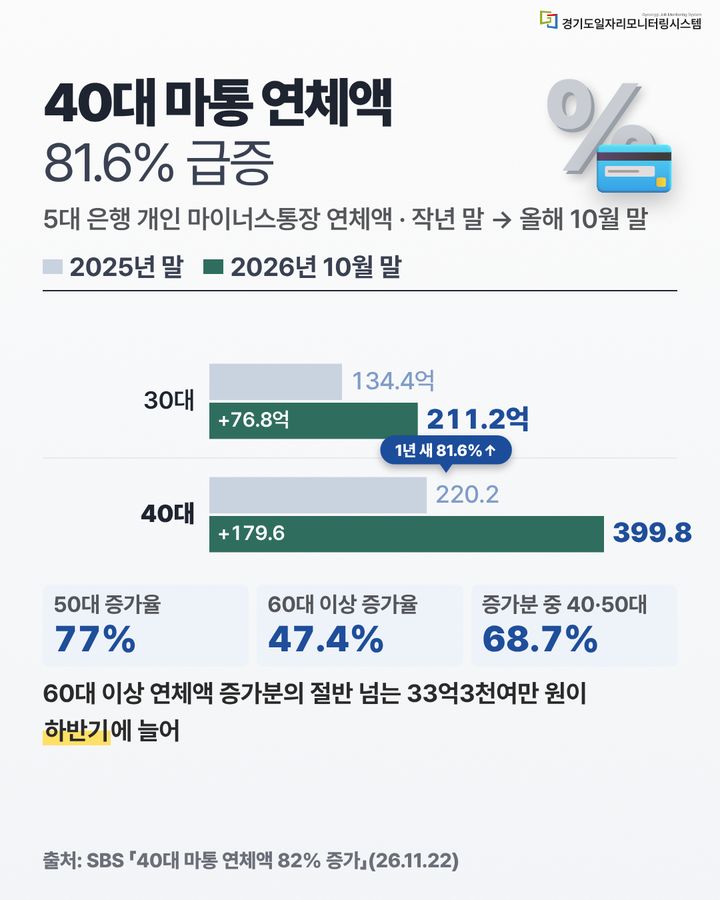 경기도일자리모니터링시스템
40대 마통 연체액
81.6% 급증
5대 은행 개인 마이너스통장 연체액 · 작년 말 → 올해 10월 말
2025년 말 2026년 10월 말
30대
134.4억
+76.8억
211.2억
1년 새 81.6%↑
40대
220.2
+179.6
399.8
50대 증가율
77%
60대 이상 증가율
47.4%
증가분 중 40·50대
68.7%
60대 이상 연체액 증가분의 절반 넘는 33억3천여만 원이
하반기에 늘어
출처: SBS 『40대 마통 연체액 82% 증가』(26.11.22)